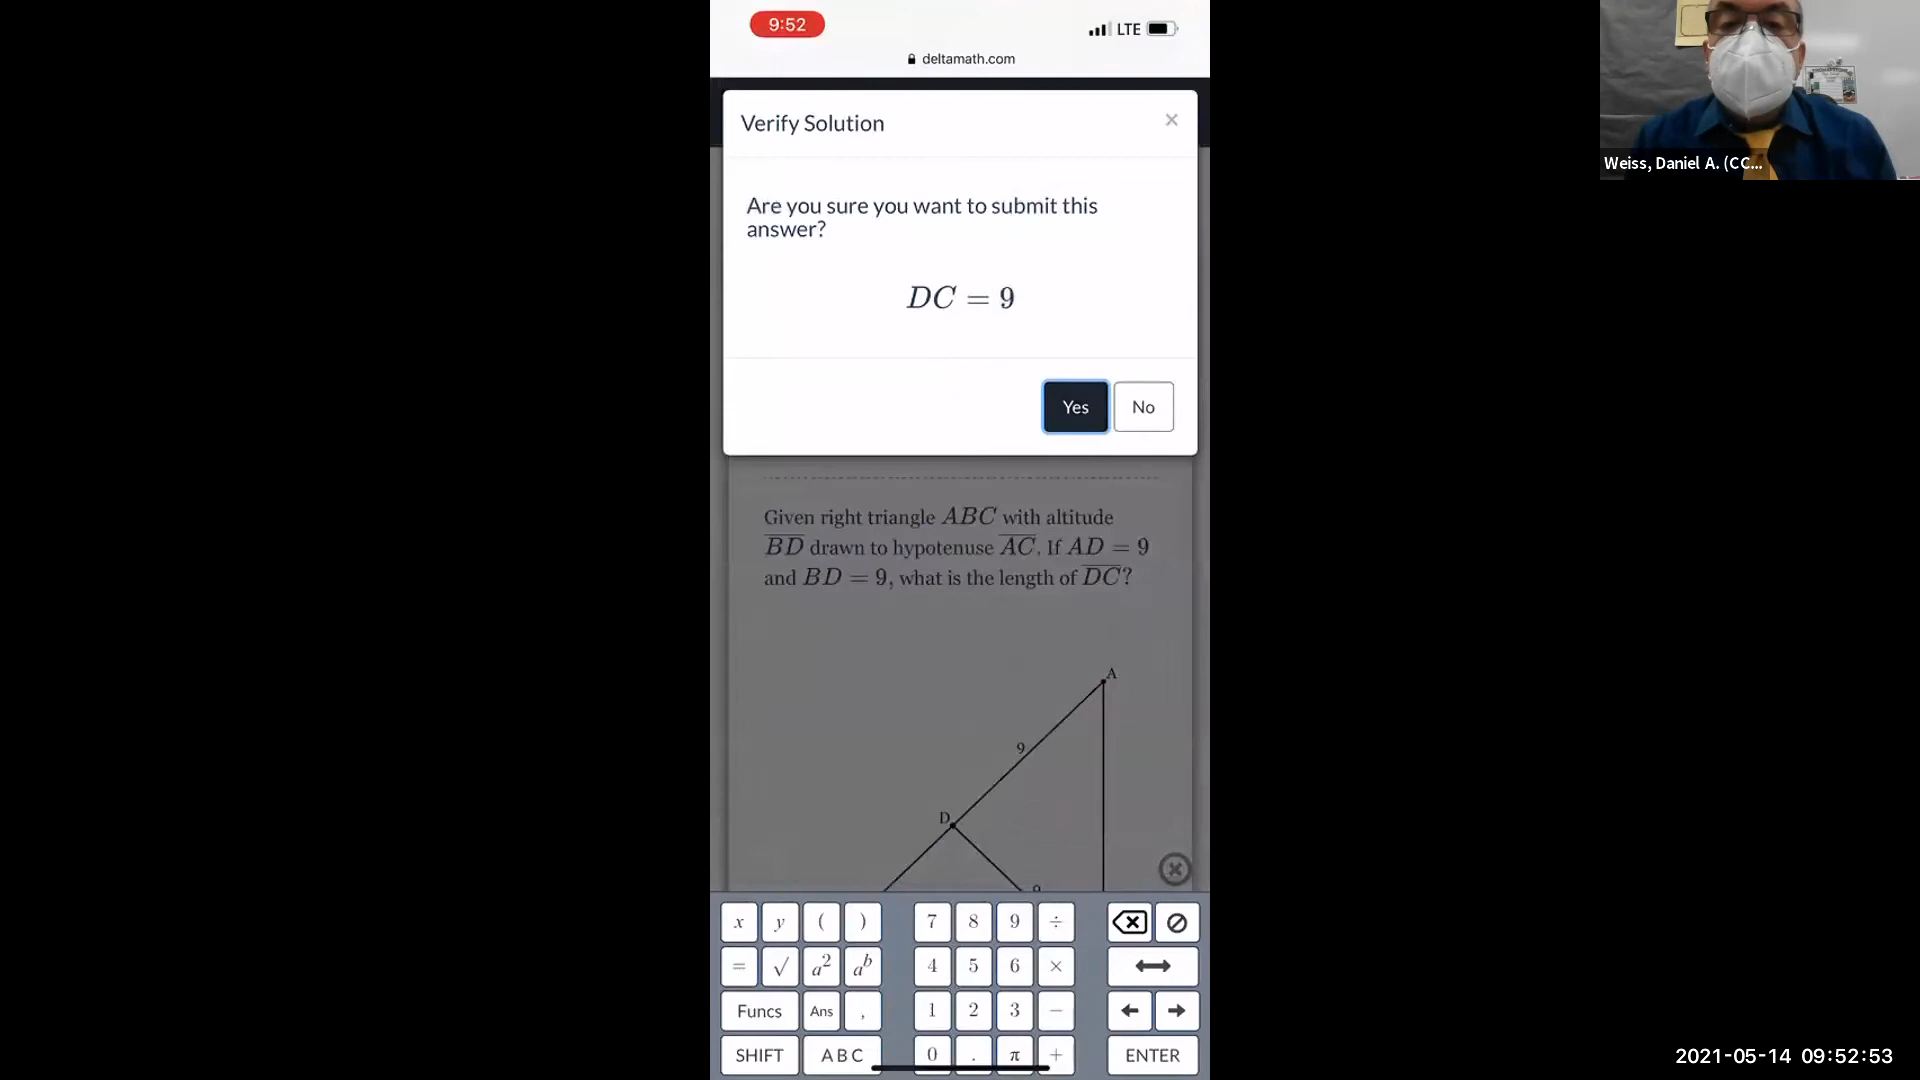 9:52
LTE
deltamath.com
Verify Solution
×
Are you sure you want to submit this
answer?
DC = 9
Yes
No
Given right triangle ABC with altitude
BD drawn to hypotenuse AC. If AD = 9
and BD = 9, what is the length of DC?
A
9
D
9
x y ( ) 7 8 9 ÷
= √ a² aᵇ 4 5 6 ×
Funcs Ans , 1 2 3 −
SHIFT A B C 0 . π + ENTER
Weiss, Daniel A. (CC...
2021-05-14 09:52:53